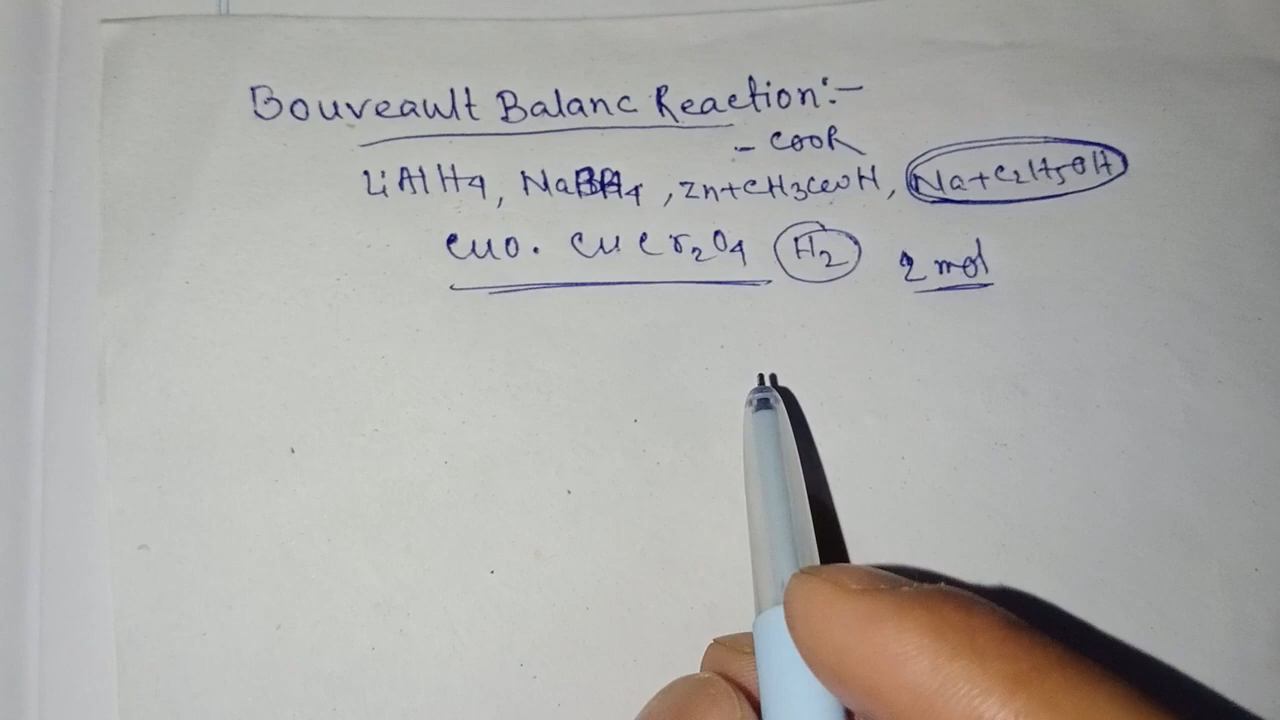 Bouveault Balanc Reaction:-
- COOR
LiAlH4, NaBH4, Zn+CH3COOH, Na+C2H5OH
CuO. CuCr2O4 H2 2 mol